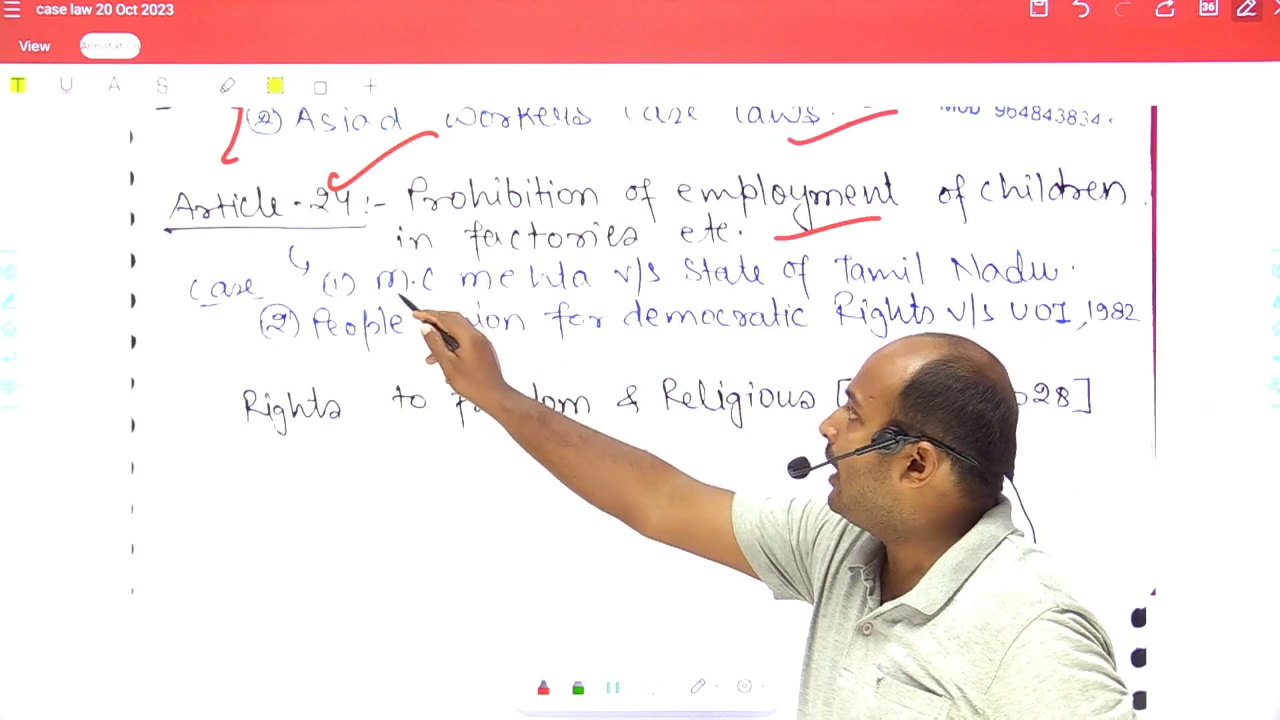 case law 20 Oct 2023
36
View
Annotation
T U A S
(2) Asiad workers case laws.
Article-24 :- Prohibition of employment of children
in factories etc.
case (1) M.C mehta v/s State of Tamil Nadu.
(2) People for democratic Rights v/s UOI, 1982
Rights to & Religious [ 28]